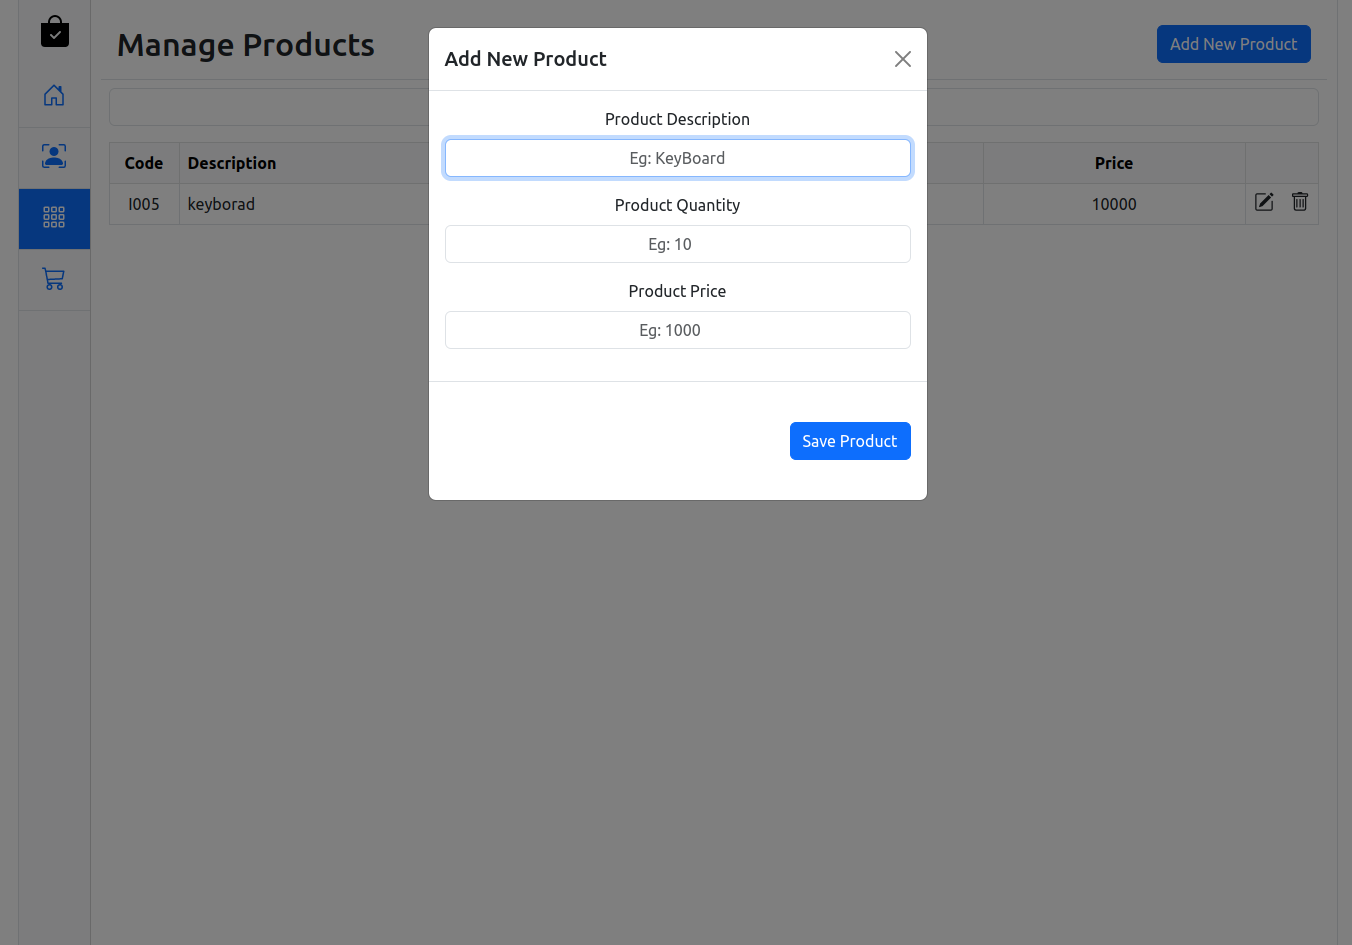 Manage Products
Add New Product
Code Description Price
I005 keyborad 10000
Add New Product
Product Description
Eg: KeyBoard
Product Quantity
Eg: 10
Product Price
Eg: 1000
Save Product